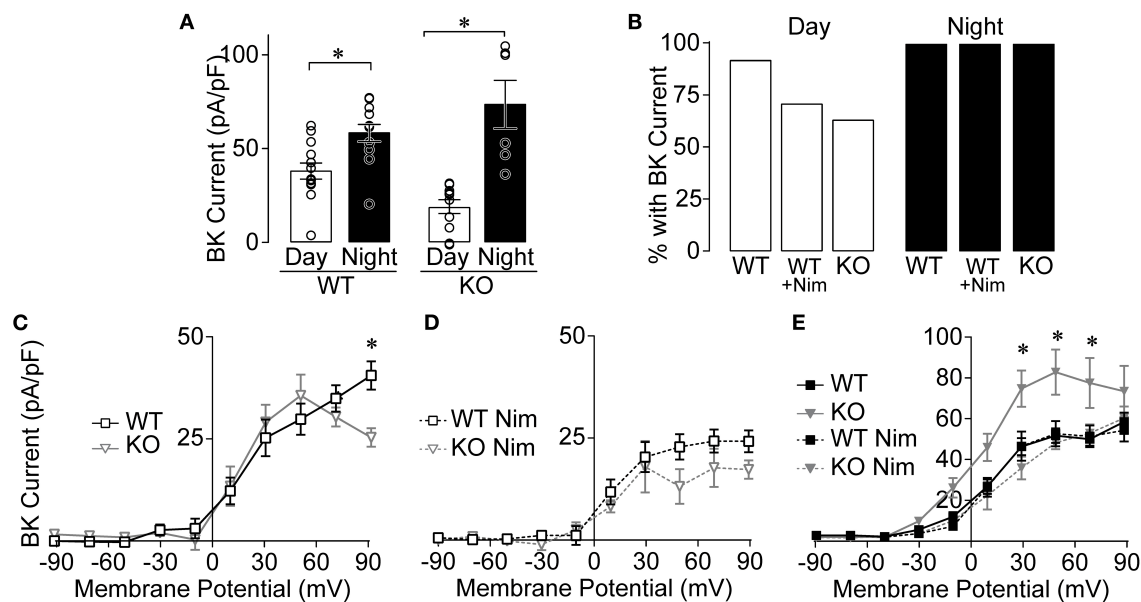 A
BK Current (pA/pF)
100
50
0
*
*
Day
Night
Day
Night
WT
KO
B
Day
Night
% with BK Current
100
75
50
25
0
WT
WT
+Nim
KO
WT
WT
+Nim
KO
C
BK Current (pA/pF)
50
25
*
WT
KO
-90
-60
-30
0
30
60
90
Membrane Potential (mV)
D
50
25
WT Nim
KO Nim
-90
-60
-30
0
30
60
90
Membrane Potential (mV)
E
100
80
60
40
20
*
*
*
WT
KO
WT Nim
KO Nim
-90
-60
-30
0
30
60
90
Membrane Potential (mV)